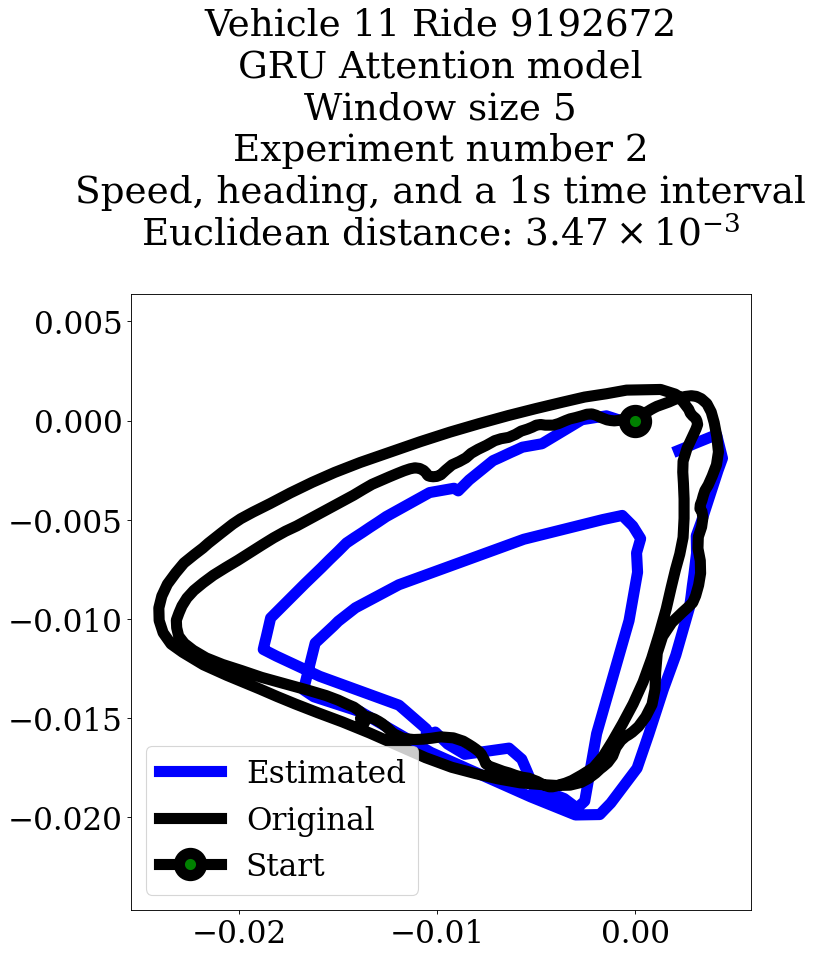 Vehicle 11 Ride 9192672
GRU Attention model
Window size 5
Experiment number 2
Speed, heading, and a 1s time interval
Euclidean distance: 3.47 × 10⁻³
0.005
0.000
−0.005
−0.010
−0.015
−0.020
Estimated
Original
Start
−0.02 −0.01 0.00